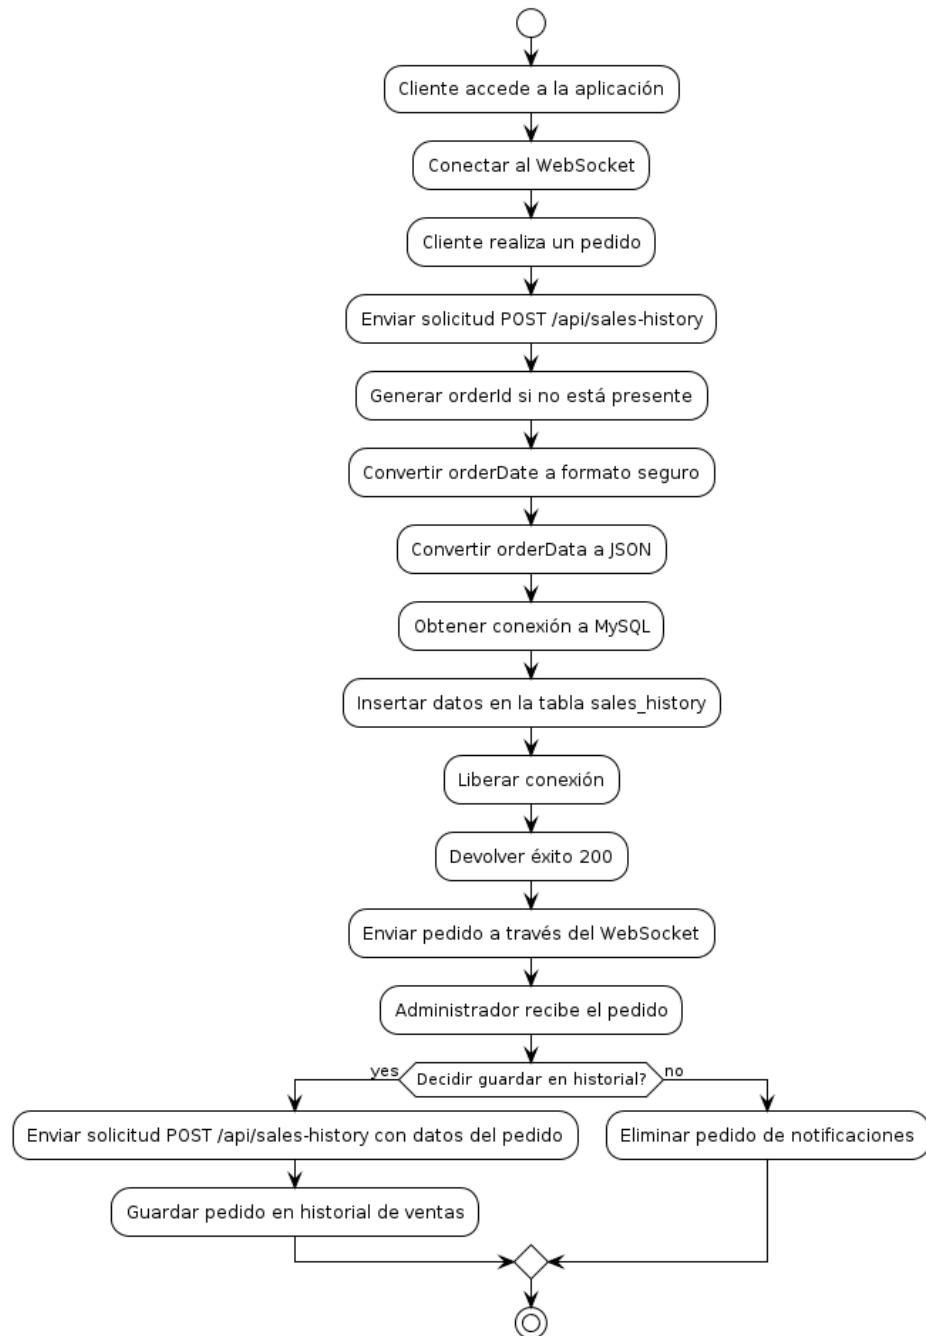 Cliente accede a la aplicación
Conectar al WebSocket
Cliente realiza un pedido
Enviar solicitud POST /api/sales-history
Generar orderId si no está presente
Convertir orderDate a formato seguro
Convertir orderData a JSON
Obtener conexión a MySQL
Insertar datos en la tabla sales_history
Liberar conexión
Devolver éxito 200
Enviar pedido a través del WebSocket
Administrador recibe el pedido
yes
Decidir guardar en historial?
no
Enviar solicitud POST /api/sales-history con datos del pedido
Eliminar pedido de notificaciones
Guardar pedido en historial de ventas